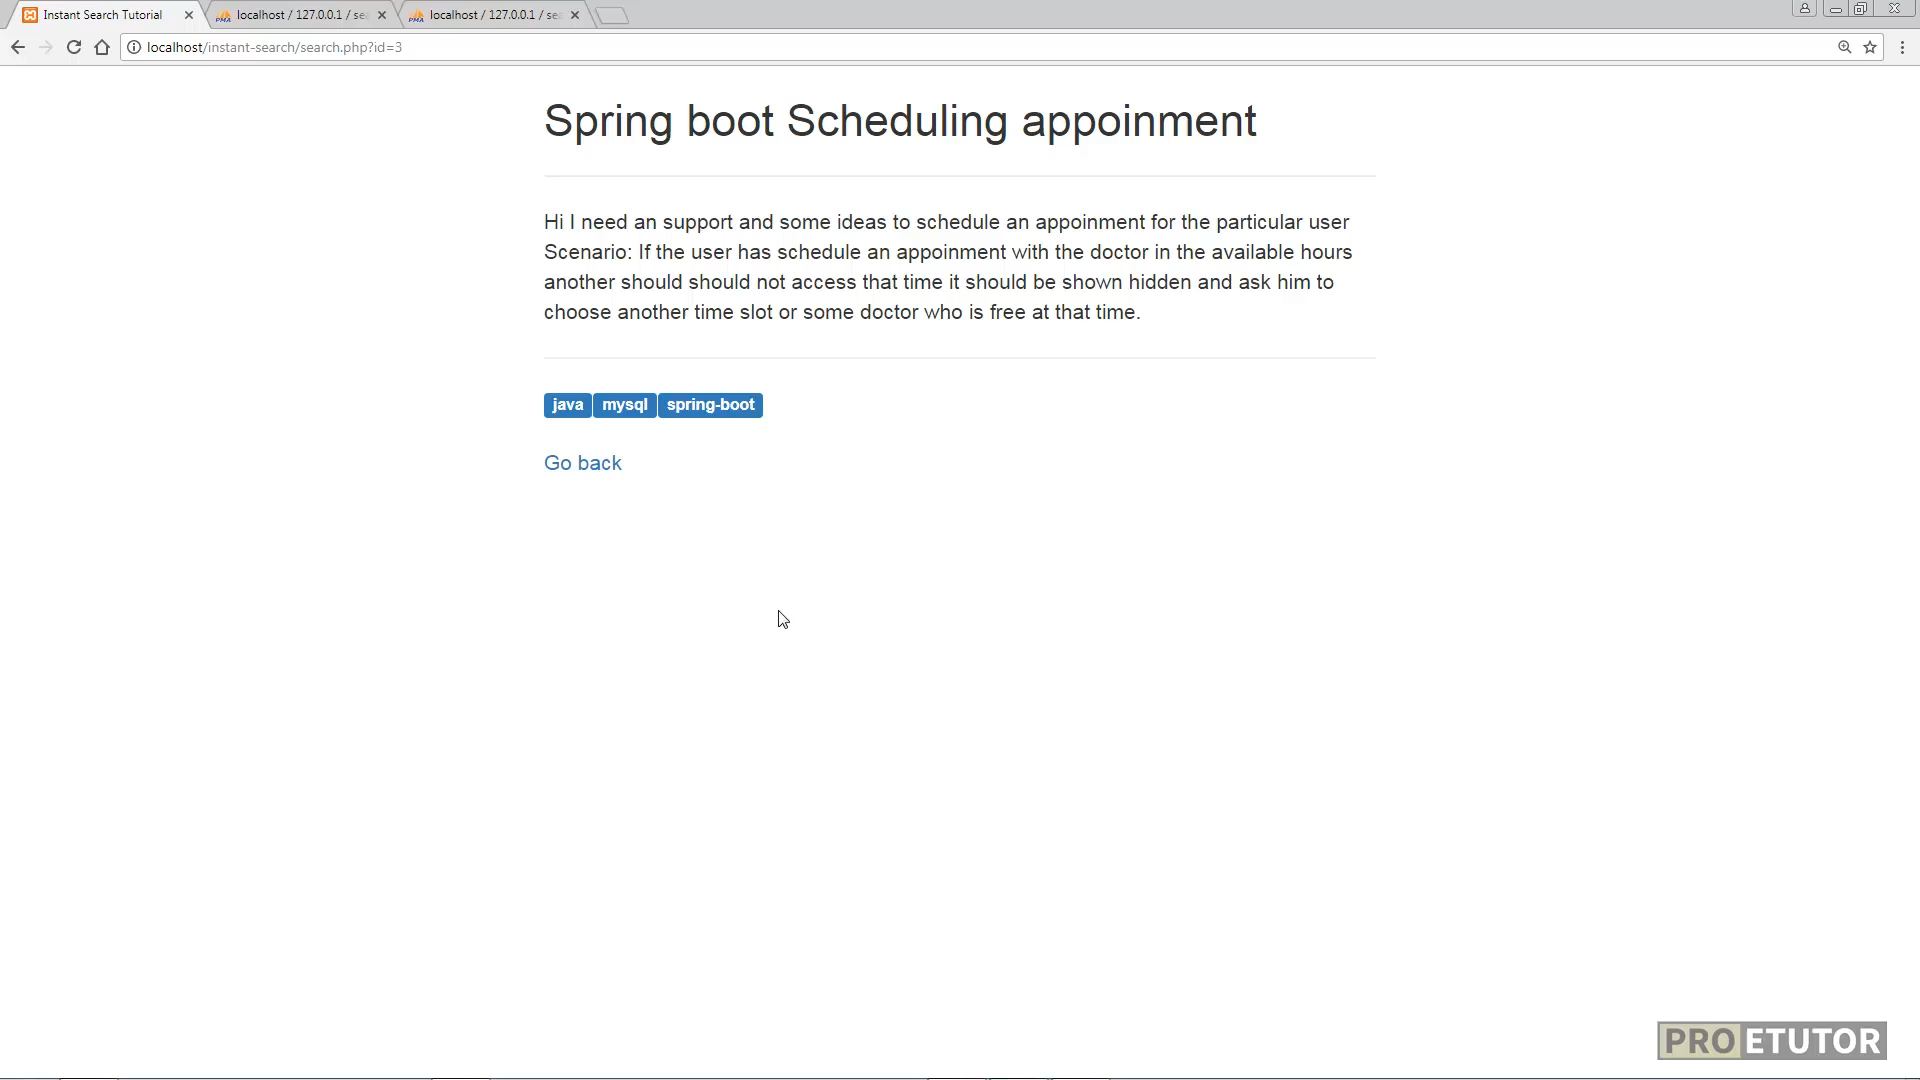 Instant Search Tutorial
localhost / 127.0.0.1 / sea
localhost / 127.0.0.1 / se
localhost/instant-search/search.php?id=3
Spring boot Scheduling appoinment
Hi I need an support and some ideas to schedule an appoinment for the particular user
Scenario: If the user has schedule an appoinment with the doctor in the available hours
another should should not access that time it should be shown hidden and ask him to
choose another time slot or some doctor who is free at that time.
java mysql spring-boot
Go back
PROETUTOR